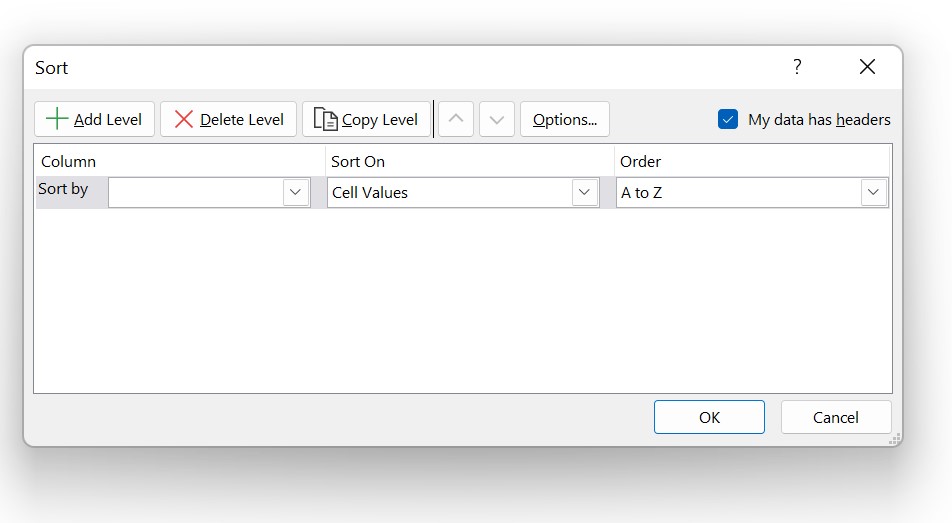 Sort ?
Add Level Delete Level Copy Level Options... My data has headers
Column Sort On Order
Sort by Cell Values A to Z
OK Cancel